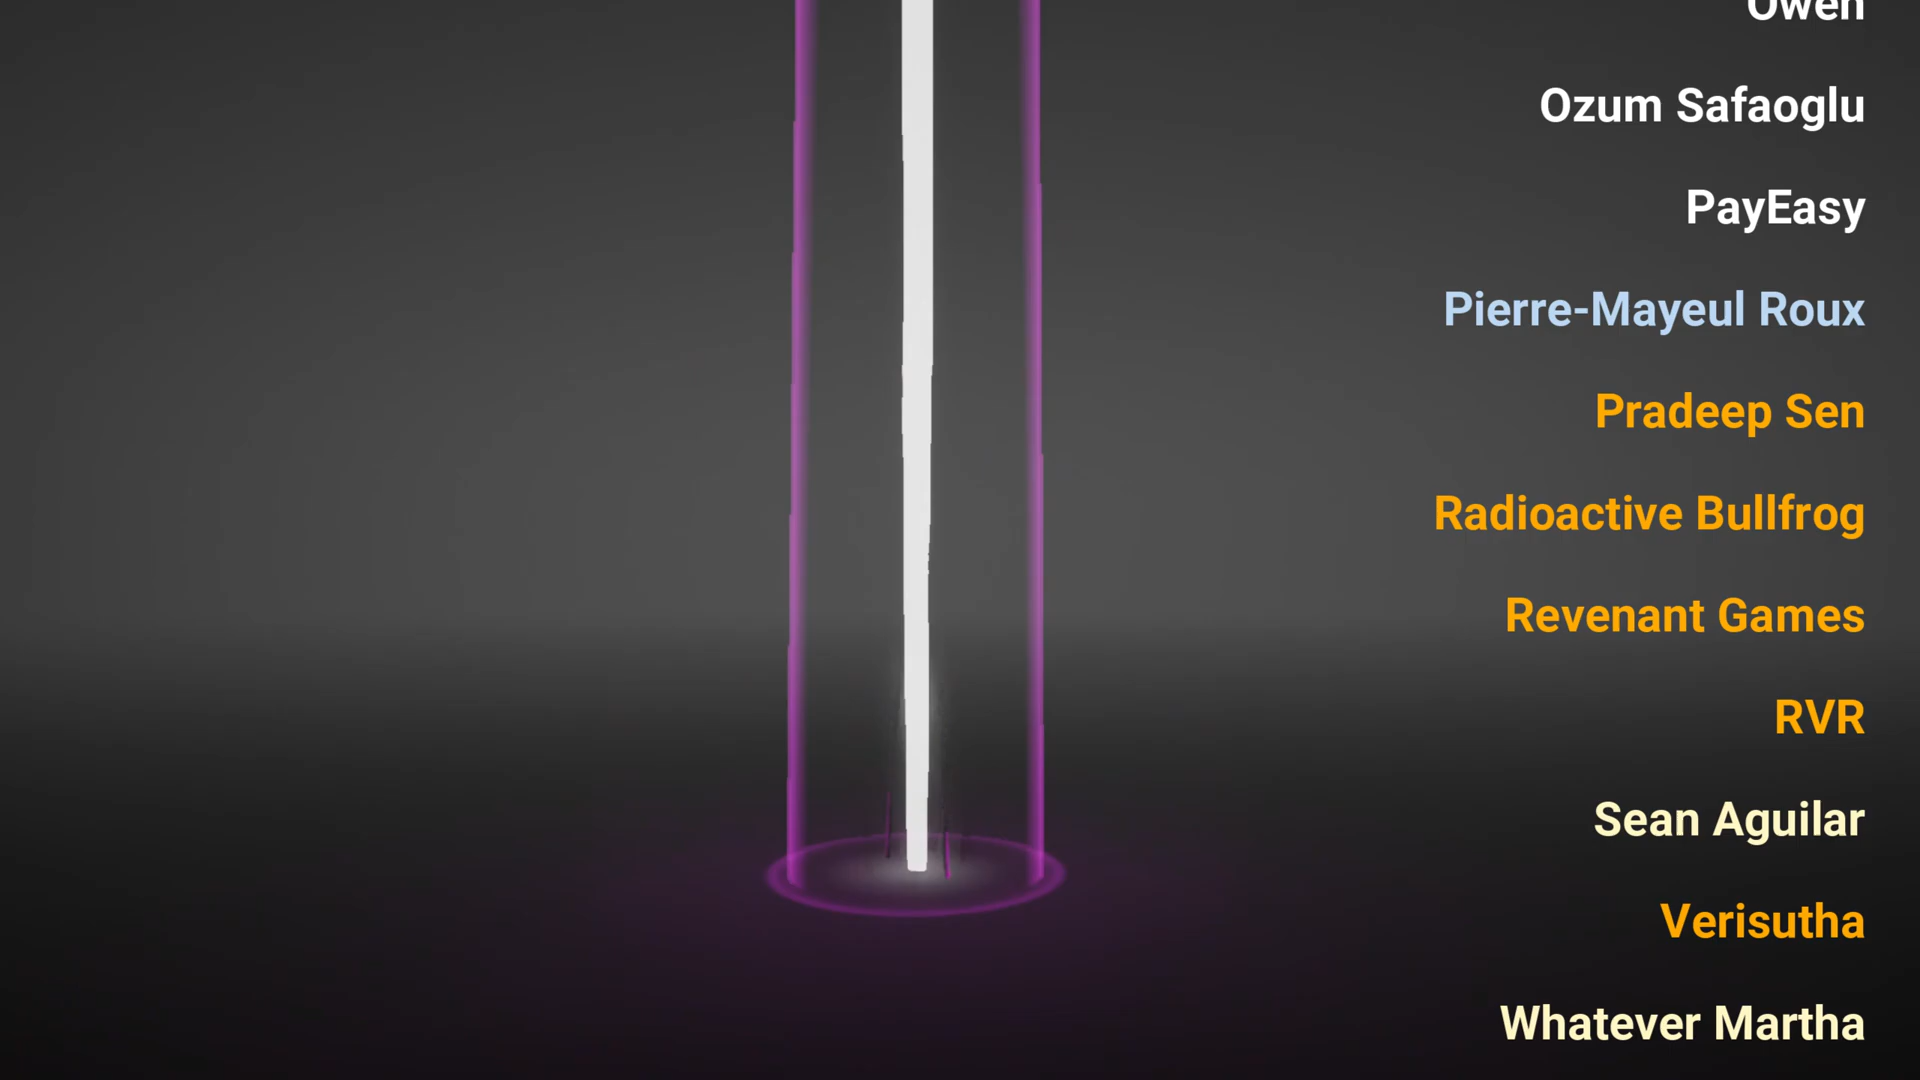 Owen
Ozum Safaoglu
PayEasy
Pierre-Mayeul Roux
Pradeep Sen
Radioactive Bullfrog
Revenant Games
RVR
Sean Aguilar
Verisutha
Whatever Martha